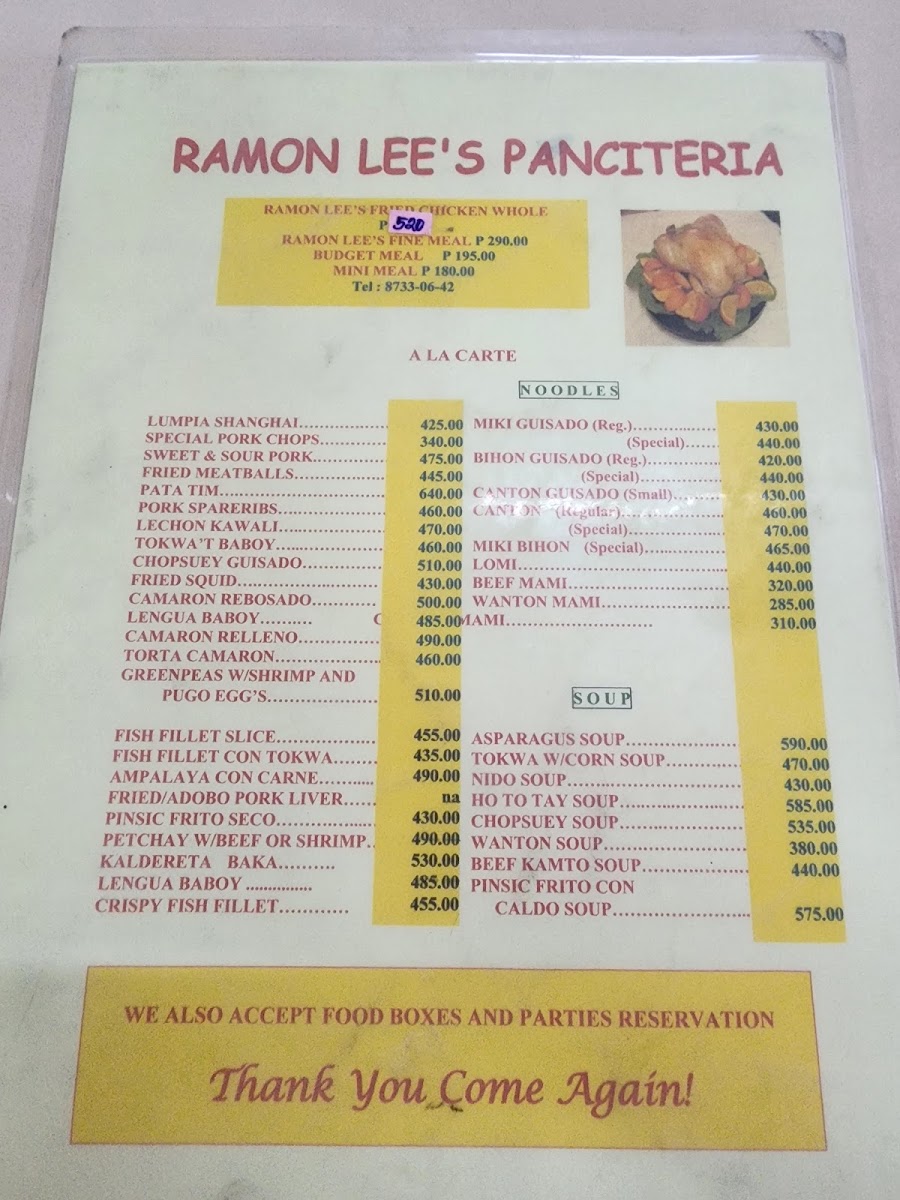 RAMON LEE'S PANCITERIA
RAMON LEE'S FRIED CHICKEN WHOLE
P 520
RAMON LEE'S FINE MEAL P 290.00
BUDGET MEAL P 195.00
MINI MEAL P 180.00
Tel : 8733-06-42
A LA CARTE
LUMPIA SHANGHAI.................. 425.00
SPECIAL PORK CHOPS............. 340.00
SWEET & SOUR PORK............... 475.00
FRIED MEATBALLS.................. 445.00
PATA TIM............................... 640.00
PORK SPARERIBS.................... 460.00
LECHON KAWALI.................... 470.00
TOKWA'T BABOY..................... 460.00
CHOPSUEY GUISADO............... 510.00
FRIED SQUID.......................... 430.00
CAMARON REBOSADO............ 500.00
LENGUA BABOY.......... 485.00
CAMARON RELLENO............... 490.00
TORTA CAMARON................... 460.00
GREENPEAS W/SHRIMP AND
PUGO EGG'S..................... 510.00
FISH FILLET SLICE.................. 455.00
FISH FILLET CON TOKWA........ 435.00
AMPALAYA CON CARNE.......... 490.00
FRIED/ADOBO PORK LIVER...... na
PINSIC FRITO SECO................. 430.00
PETCHAY W/BEEF OR SHRIMP.. 490.00
KALDERETA BAKA.......... 530.00
LENGUA BABOY ............... 485.00
CRISPY FISH FILLET............ 455.00
NOODLES
MIKI GUISADO (Reg.)................... 430.00
(Special)....... 440.00
BIHON GUISADO (Reg.)................ 420.00
(Special)................ 440.00
CANTON GUISADO (Small)........... 430.00
CANTON (Regular)................... 460.00
(Special).................. 470.00
MIKI BIHON (Special)................ 465.00
LOMI...................................... 440.00
BEEF MAMI............................. 320.00
WANTON MAMI....................... 285.00
MAMI.......................... 310.00
SOUP
ASPARAGUS SOUP.................... 590.00
TOKWA W/CORN SOUP............. 470.00
NIDO SOUP.............................. 430.00
HO TO TAY SOUP..................... 585.00
CHOPSUEY SOUP..................... 535.00
WANTON SOUP........................ 380.00
BEEF KAMTO SOUP.................. 440.00
PINSIC FRITO CON
CALDO SOUP........................ 575.00
WE ALSO ACCEPT FOOD BOXES AND PARTIES RESERVATION
Thank You Come Again!